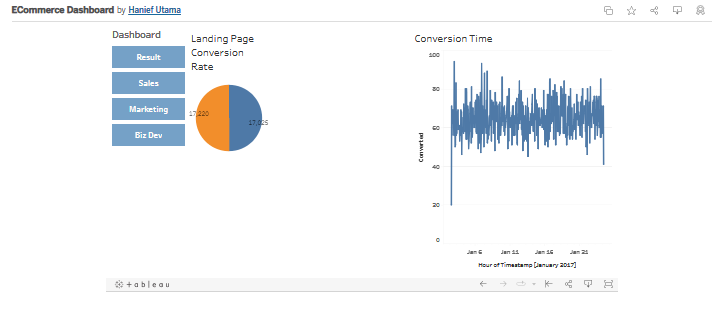 ECommerce Dashboard by Hanief Utama
Dashboard
Result
Sales
Marketing
Biz Dev
Landing Page
Conversion
Rate
17,220
17,025
Conversion Time
100
80
60
40
20
0
Converted
Jan 6 Jan 11 Jan 16 Jan 21
Hour of Timestamp [January 2017]
+ableau